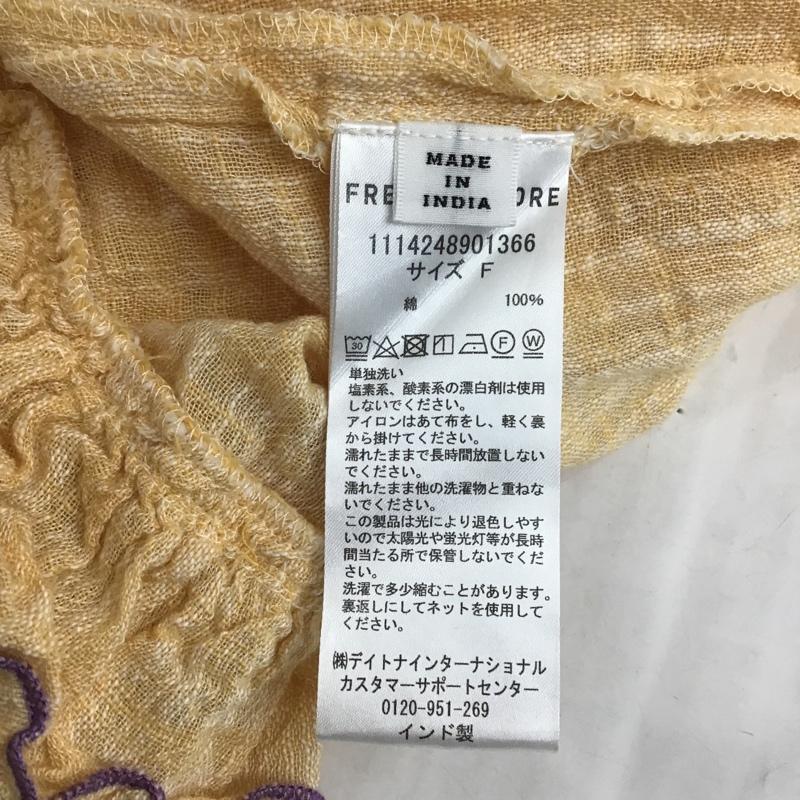 MADE
IN
INDIA
FRE ORE
1114248901366
サイズ F
綿 100%
30 F W
単独洗い
塩素系、酸素系の漂白剤は使用
しないでください。
アイロンはあて布をし、軽く裏
から掛けてください。
濡れたままで長時間放置しない
でください。
濡れたまま他の洗濯物と重ねな
いでください。
この製品は光により退色しやす
いので太陽光や蛍光灯等が長時
間当たる所で保管しないでくだ
さい。
洗濯で多少縮むことがあります。
裏返しにしてネットを使用して
ください。
㈱デイトナインターナショナル
カスタマーサポートセンター
0120-951-269
インド製